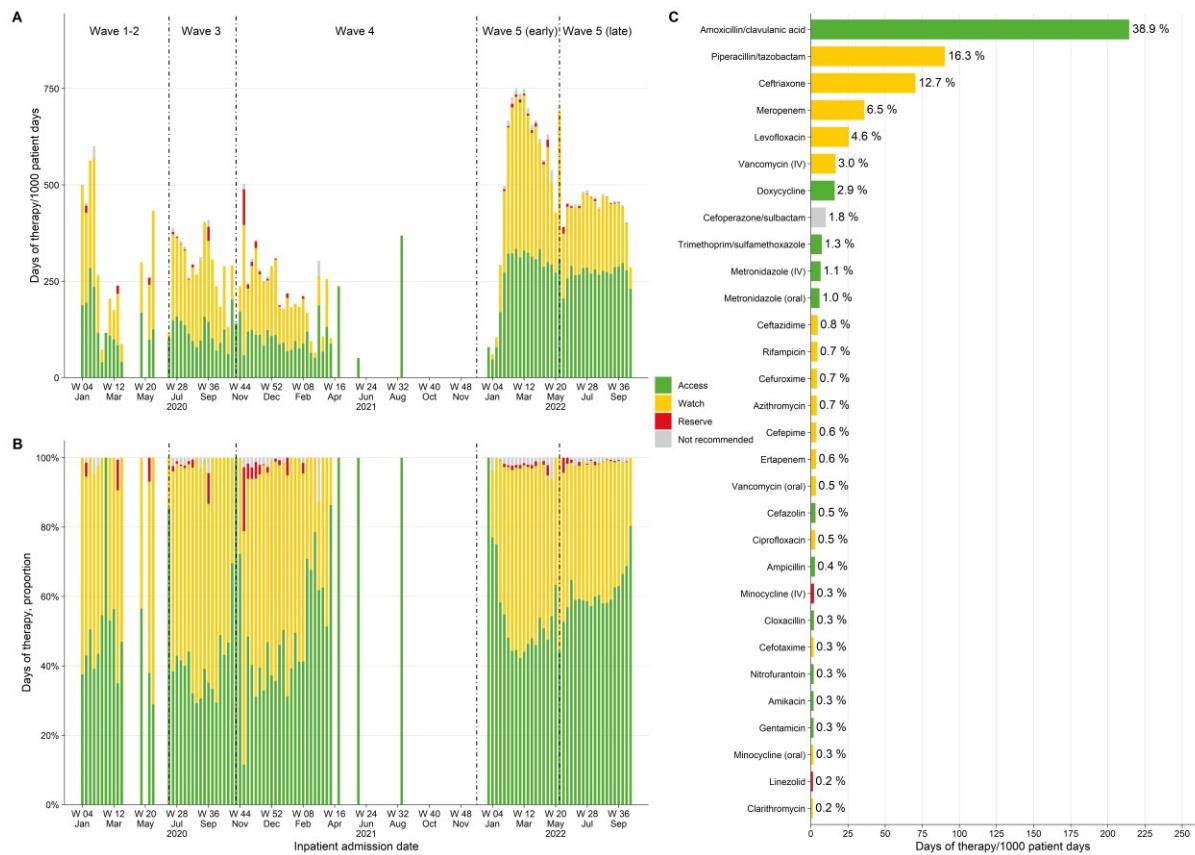 A
Wave 1-2
Wave 3
Wave 4
Wave 5 (early)
Wave 5 (late)
Days of therapy/1000 patient days
750
500
250
0
W 04 W 12 W 20 W 28 W 36 W 44 W 52 W 08 W 16 W 24 W 32 W 40 W 48 W 04 W 12 W 20 W 28 W 36
Jan Mar May Jul Sep Nov Dec Feb Apr Jun Aug Oct Nov Jan Mar May Jul Sep
2020 2021 2022
Access
Watch
Reserve
Not recommended
B
Days of therapy, proportion
100%
80%
60%
40%
20%
0%
W 04 W 12 W 20 W 28 W 36 W 44 W 52 W 08 W 16 W 24 W 32 W 40 W 48 W 04 W 12 W 20 W 28 W 36
Jan Mar May Jul Sep Nov Dec Feb Apr Jun Aug Oct Nov Jan Mar May Jul Sep
2020 2021 2022
Inpatient admission date
C
Amoxicillin/clavulanic acid 38.9 %
Piperacillin/tazobactam 16.3 %
Ceftriaxone 12.7 %
Meropenem 6.5 %
Levofloxacin 4.6 %
Vancomycin (IV) 3.0 %
Doxycycline 2.9 %
Cefoperazone/sulbactam 1.8 %
Trimethoprim/sulfamethoxazole 1.3 %
Metronidazole (IV) 1.1 %
Metronidazole (oral) 1.0 %
Ceftazidime 0.8 %
Rifampicin 0.7 %
Cefuroxime 0.7 %
Azithromycin 0.7 %
Cefepime 0.6 %
Ertapenem 0.6 %
Vancomycin (oral) 0.5 %
Cefazolin 0.5 %
Ciprofloxacin 0.5 %
Ampicillin 0.4 %
Minocycline (IV) 0.3 %
Cloxacillin 0.3 %
Cefotaxime 0.3 %
Nitrofurantoin 0.3 %
Amikacin 0.3 %
Gentamicin 0.3 %
Minocycline (oral) 0.3 %
Linezolid 0.2 %
Clarithromycin 0.2 %
0 25 50 75 100 125 150 175 200 225 250
Days of therapy/1000 patient days